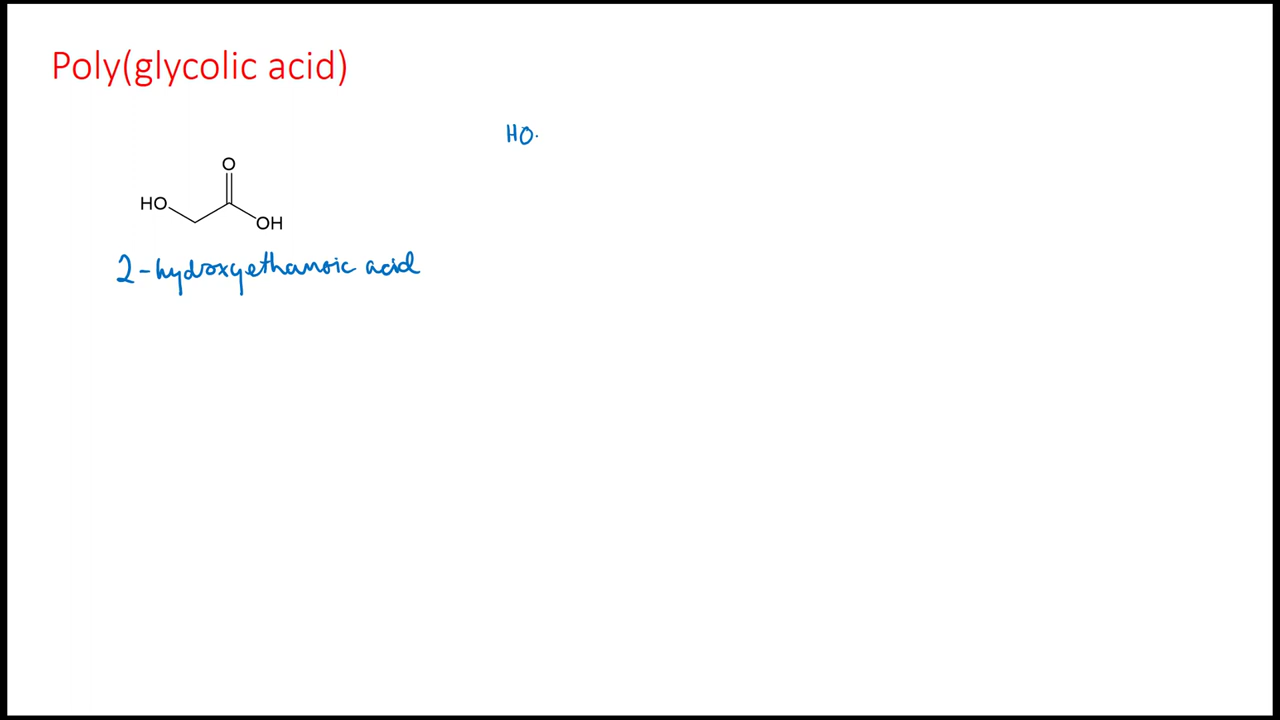 Poly(glycolic acid)
HO.
O
HO
OH
2-hydroxyethanoic acid